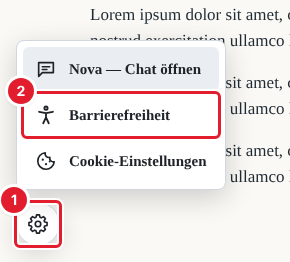 Lorem ipsum dolor sit amet,
nostrud exercitation ullamco
Nova — Chat öffnen
sit amet,
2
Barrierefreiheit
ullamco
Cookie-Einstellungen
sit amet,
ullamco
1